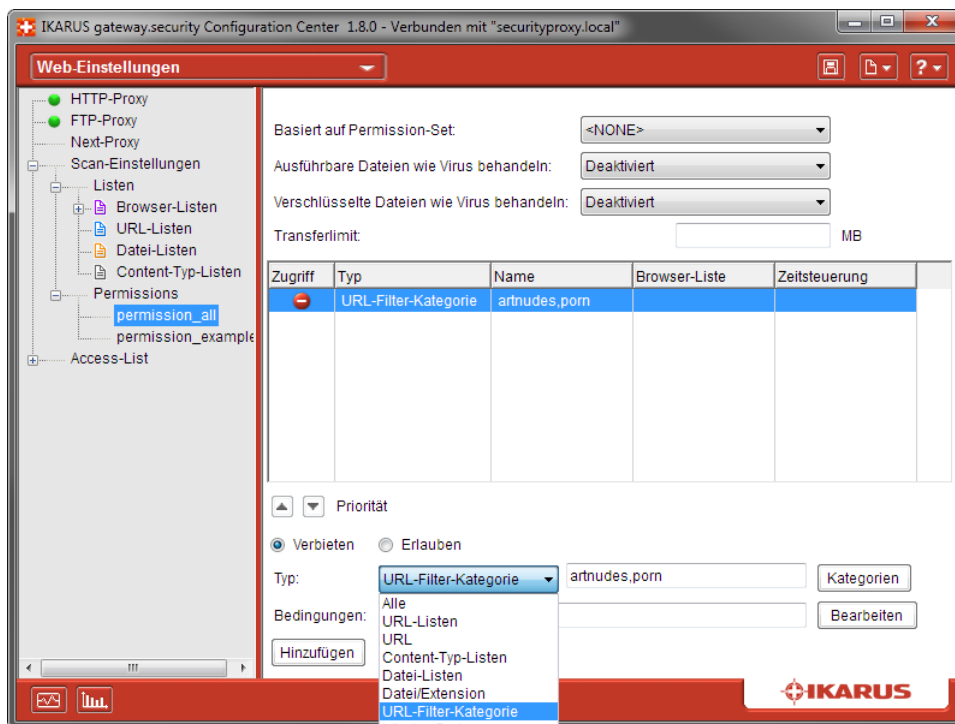 IKARUS gateway.security Configuration Center 1.8.0 - Verbunden mit "securityproxy.local"
Web-Einstellungen
?
HTTP-Proxy
FTP-Proxy
Next-Proxy
Scan-Einstellungen
Listen
Browser-Listen
URL-Listen
Datei-Listen
Content-Typ-Listen
Permissions
permission_all
permission_example
Access-List
Basiert auf Permission-Set: <NONE>
Ausführbare Dateien wie Virus behandeln: Deaktiviert
Verschlüsselte Dateien wie Virus behandeln: Deaktiviert
Transferlimit: MB
Zugriff Typ Name Browser-Liste Zeitsteuerung
URL-Filter-Kategorie artnudes,porn
Priorität
Verbieten Erlauben
Typ: URL-Filter-Kategorie artnudes,porn Kategorien
Bedingungen: Bearbeiten
Alle
URL-Listen
URL
Content-Typ-Listen
Datei-Listen
Datei/Extension
URL-Filter-Kategorie
Hinzufügen
IKARUS